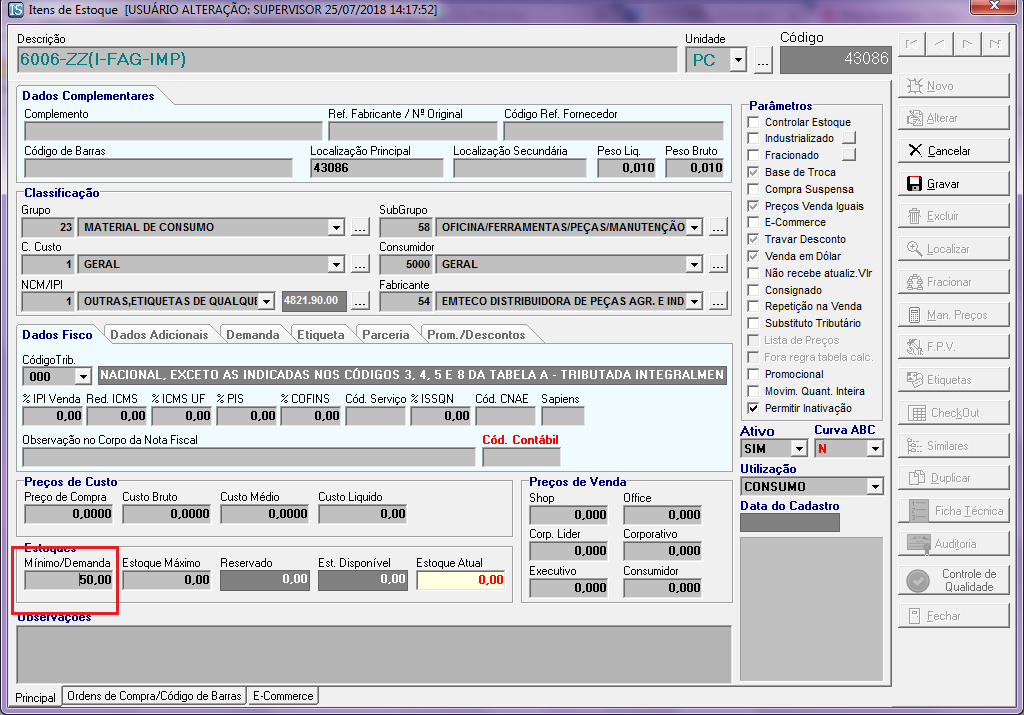 Itens de Estoque [USUÁRIO ALTERAÇÃO: SUPERVISOR 25/07/2018 14:17:52]
Descrição
Unidade
Código
6006-ZZ(I-FAG-IMP)
PC
...
43086
Dados Complementares
Complemento
Ref. Fabricante / Nº Original
Código Ref. Fornecedor
Código de Barras
Localização Principal
Localização Secundária
Peso Liq.
Peso Bruto
43086
0,010
0,010
Classificação
Grupo
SubGrupo
23
MATERIAL DE CONSUMO
...
58
OFICINA/FERRAMENTAS/PEÇAS/MANUTENÇÃO
...
C. Custo
Consumidor
1
GERAL
...
5000
GERAL
...
NCM/IPI
Fabricante
1
OUTRAS,ETIQUETAS DE QUALQUE
4821.90.00
...
54
EMTECO DISTRIBUIDORA DE PEÇAS AGR. E IND
...
Dados Fisco
Dados Adicionais
Demanda
Etiqueta
Parceria
Prom./Descontos
CódigoTrib.
000
NACIONAL, EXCETO AS INDICADAS NOS CÓDIGOS 3, 4, 5 E 8 DA TABELA A - TRIBUTADA INTEGRALMEN
% IPI Venda
Red. ICMS
% ICMS UF
% PIS
% COFINS
Cód. Serviço
% ISSQN
Cód. CNAE
Sapiens
0,00
0,00
0,00
0,00
0,00
0,00
Observação no Corpo da Nota Fiscal
Cód. Contábil
Preços de Custo
Preço de Compra
Custo Bruto
Custo Médio
Custo Liquido
0,0000
0,0000
0,0000
0,00
Preços de Venda
Shop
Office
0,000
0,000
Corp. Lider
Corporativo
0,000
0,000
Executivo
Consumidor
0,000
0,000
Estoques
Mínimo/Demanda
Estoque Máximo
Reservado
Est. Disponível
Estoque Atual
50,00
0,00
0,00
0,00
0,00
Observações
Principal
Ordens de Compra/Código de Barras
E-Commerce
Parâmetros
Controlar Estoque
Industrializado
Fracionado
Base de Troca
Compra Suspensa
Preços Venda Iguais
E-Commerce
Travar Desconto
Venda em Dólar
Não recebe atualiz.Vlr
Consignado
Repetição na Venda
Substituto Tributário
Lista de Preços
Fora regra tabela calc.
Promocional
Movim. Quant. Inteira
Permitir Inativação
Ativo
Curva ABC
SIM
N
Utilização
CONSUMO
Data do Cadastro
Novo
Alterar
Cancelar
Gravar
Excluir
Localizar
Fracionar
Man. Preços
F.P.V.
Etiquetas
CheckOut
Similares
Duplicar
Ficha Técnica
Auditoria
Controle de
Qualidade
Fechar